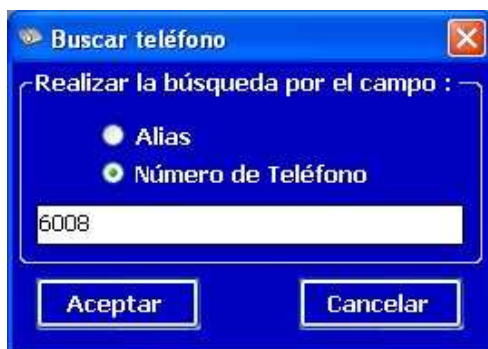 Buscar teléfono
Realizar la búsqueda por el campo :
Alias
Número de Teléfono
6008
Aceptar Cancelar